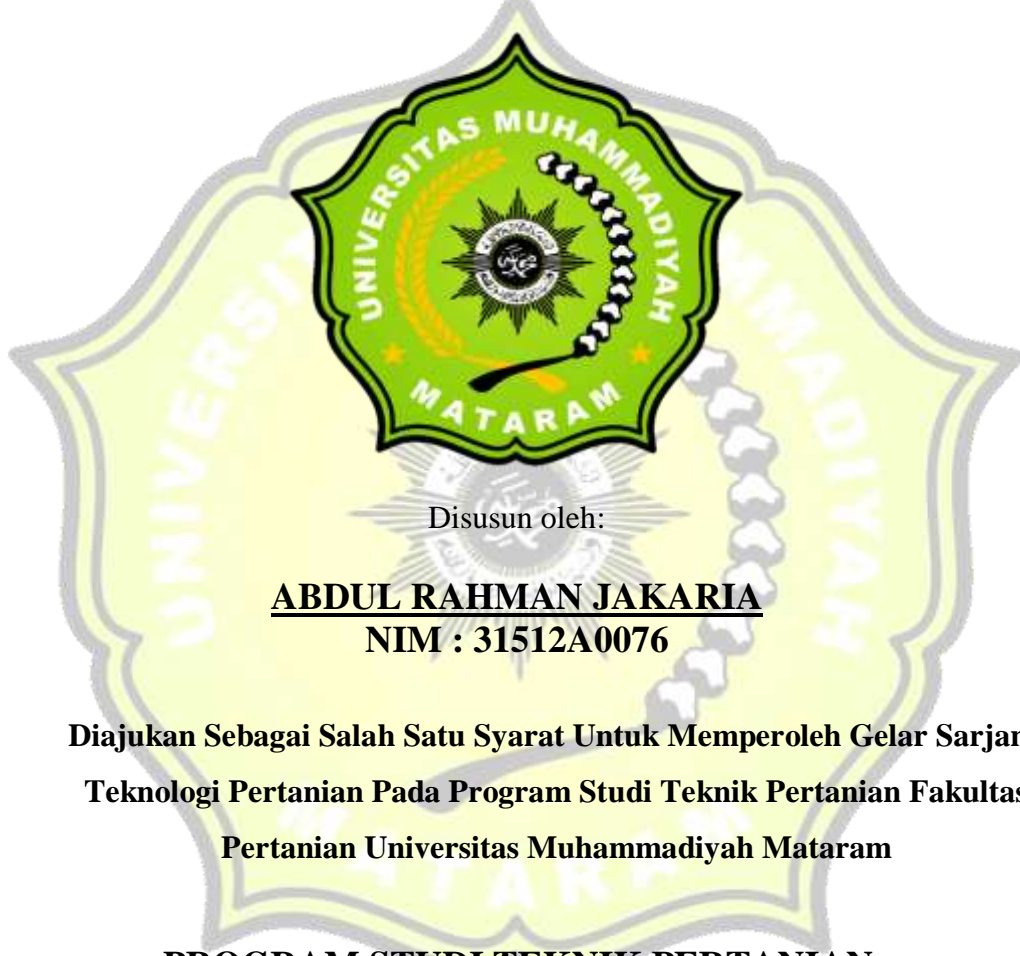 UNIVERSITAS MUHAMMADIYAH
MATARAM
Disusun oleh:
ABDUL RAHMAN JAKARIA
NIM : 31512A0076
Diajukan Sebagai Salah Satu Syarat Untuk Memperoleh Gelar Sarjan
Teknologi Pertanian Pada Program Studi Teknik Pertanian Fakultas
Pertanian Universitas Muhammadiyah Mataram
PROGRAM STUDI TEKNIK PERTANIAN